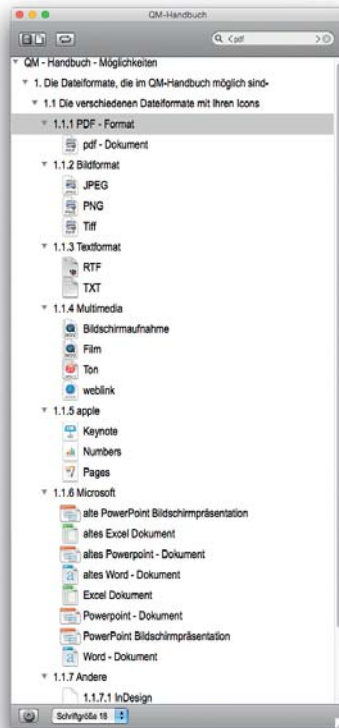 QM-Handbuch
<pdf
QM - Handbuch - Möglichkeiten
1. Die Dateiformate, die im QM-Handbuch möglich sind-
1.1 Die verschiedenen Dateiformate mit Ihren Icons
1.1.1 PDF - Format
pdf - Dokument
1.1.2 Bildformat
JPEG
PNG
Tiff
1.1.3 Textformat
RTF
TXT
1.1.4 Multimedia
Bildschirmaufnahme
Film
Ton
weblink
1.1.5 apple
Keynote
Numbers
Pages
1.1.6 Microsoft
alte PowerPoint Bildschirmpräsentation
altes Excel Dokument
altes Powerpoint - Dokument
altes Word - Dokument
Excel Dokument
Powerpoint - Dokument
PowerPoint Bildschirmpräsentation
Word - Dokument
1.1.7 Andere
1.1.7.1 InDesign
Schriftgröße 18